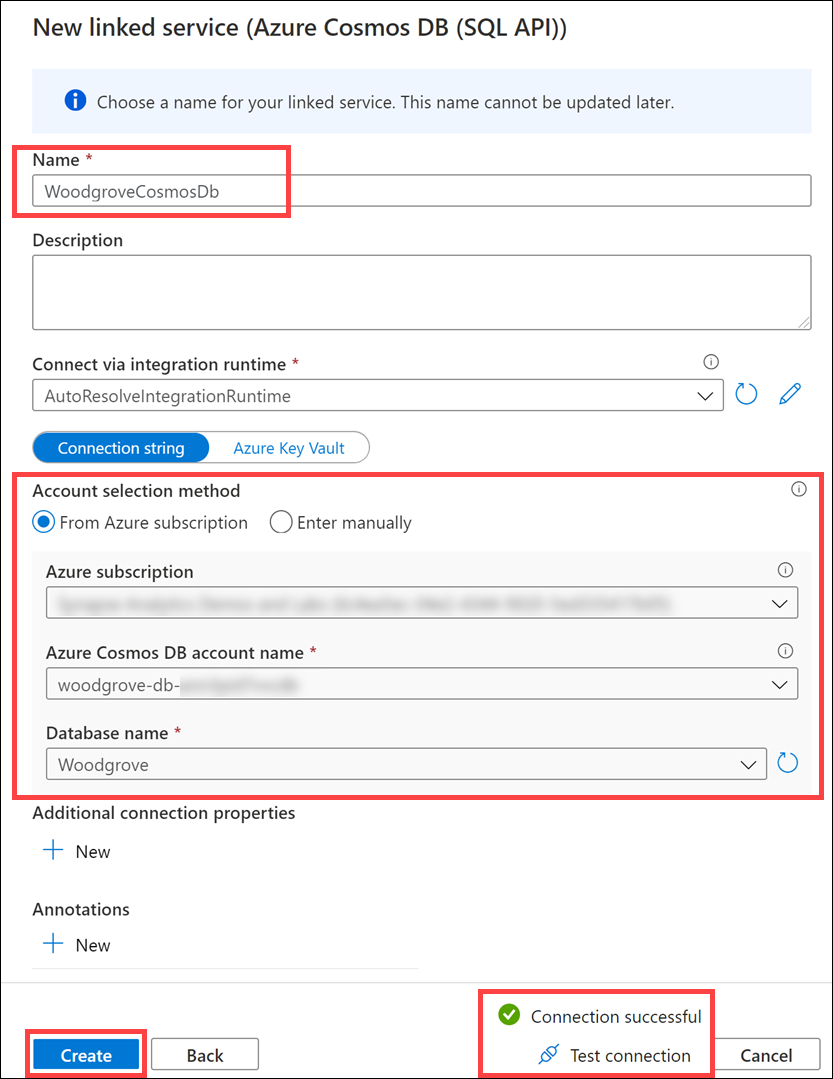 New linked service (Azure Cosmos DB (SQL API))
Choose a name for your linked service. This name cannot be updated later.
Name *
WoodgroveCosmosDb
Description
Connect via integration runtime *
AutoResolveIntegrationRuntime
Connection string Azure Key Vault
Account selection method
From Azure subscription Enter manually
Azure subscription
Azure Cosmos DB account name *
woodgrove-db-
Database name *
Woodgrove
Additional connection properties
New
Annotations
New
Connection successful
Create Back Test connection Cancel